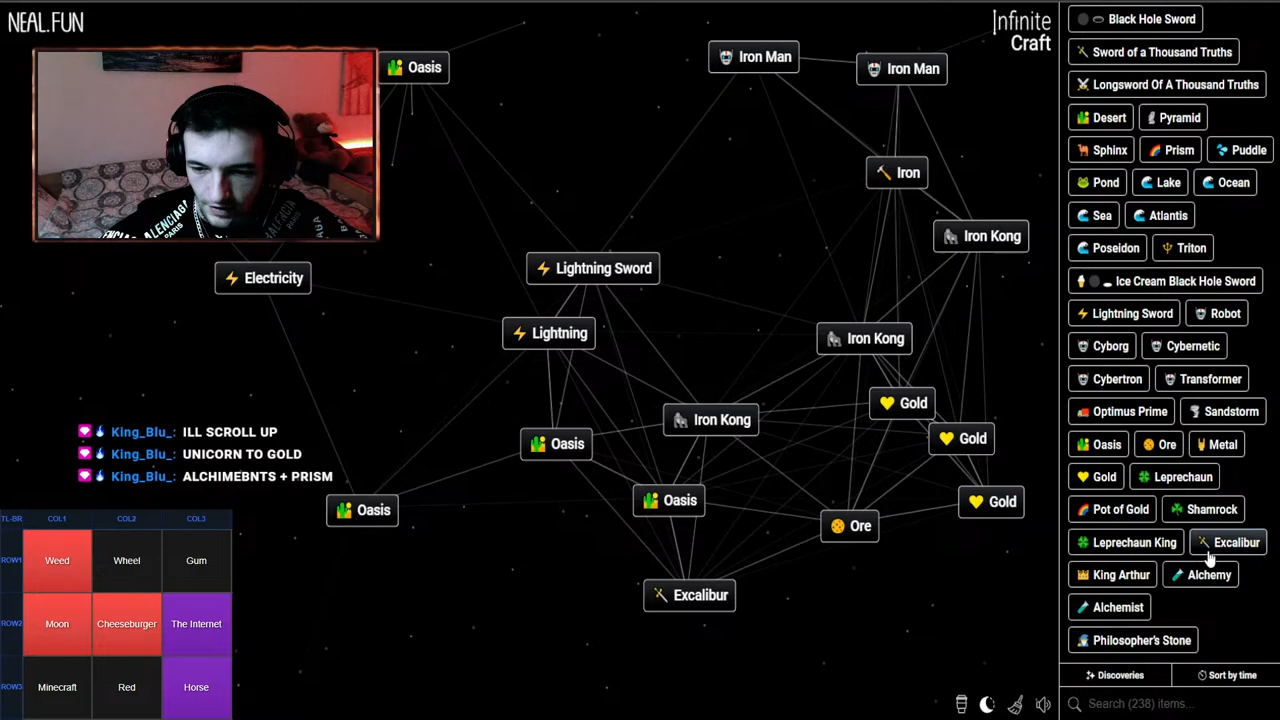 NEAL.FUN
Infinite
Craft
Oasis
Iron Man
Iron Man
Iron
Iron Kong
Electricity
Lightning Sword
Lightning
Iron Kong
Gold
Iron Kong
Gold
Oasis
Oasis
Gold
Oasis
Ore
Excalibur
BALENCIAGA
PARIS
King_Blu_: ILL SCROLL UP
King_Blu_: UNICORN TO GOLD
King_Blu_: ALCHIMEBNTS + PRISM
TL-BR COL1 COL2 COL3
ROW1 Weed Wheel Gum
ROW2 Moon Cheeseburger The Internet
ROW3 Minecraft Red Horse
Black Hole Sword
Sword of a Thousand Truths
Longsword Of A Thousand Truths
Desert Pyramid
Sphinx Prism Puddle
Pond Lake Ocean
Sea Atlantis
Poseidon Triton
Ice Cream Black Hole Sword
Lightning Sword Robot
Cyborg Cybernetic
Cybertron Transformer
Optimus Prime Sandstorm
Oasis Ore Metal
Gold Leprechaun
Pot of Gold Shamrock
Leprechaun King Excalibur
King Arthur Alchemy
Alchemist
Philosopher's Stone
Discoveries Sort by time
Search (238) items...